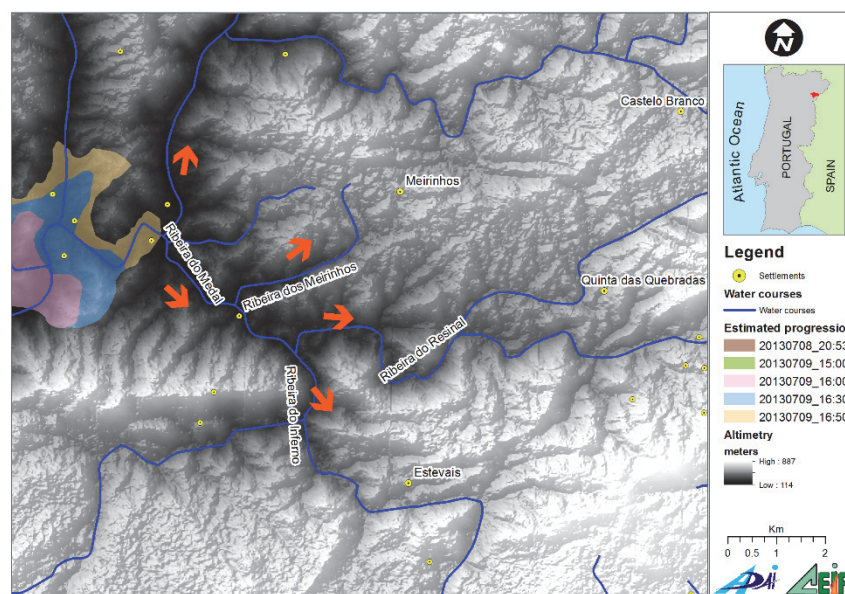 Castelo Branco
Meirinhos
Ribeira do Medal
Ribeira dos Meirinhos
Quinta das Quebradas
Ribeira do Resinal
Ribeira do Inferno
Estevais
N
Atlantic Ocean
PORTUGAL
SPAIN
Legend
Settlements
Water courses
Water courses
Estimated progression
20130708_20:53
20130709_15:00
20130709_16:00
20130709_16:30
20130709_16:50
Altimetry
meters
High : 887
Low : 114
Km
0 0.5 1 2